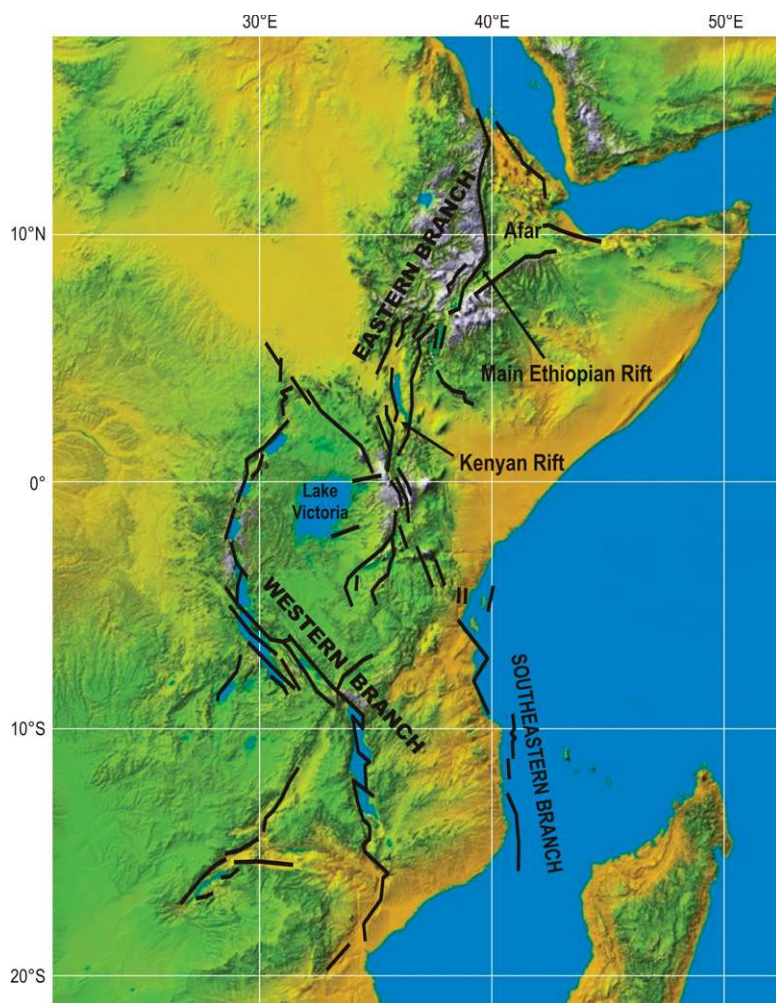 30°E
40°E
50°E
EASTERN BRANCH
10°N
Afar
Main Ethiopian Rift
Kenyan Rift
0°
Lake
Victoria
WESTERN BRANCH
SOUTHEASTERN BRANCH
10°S
20°S